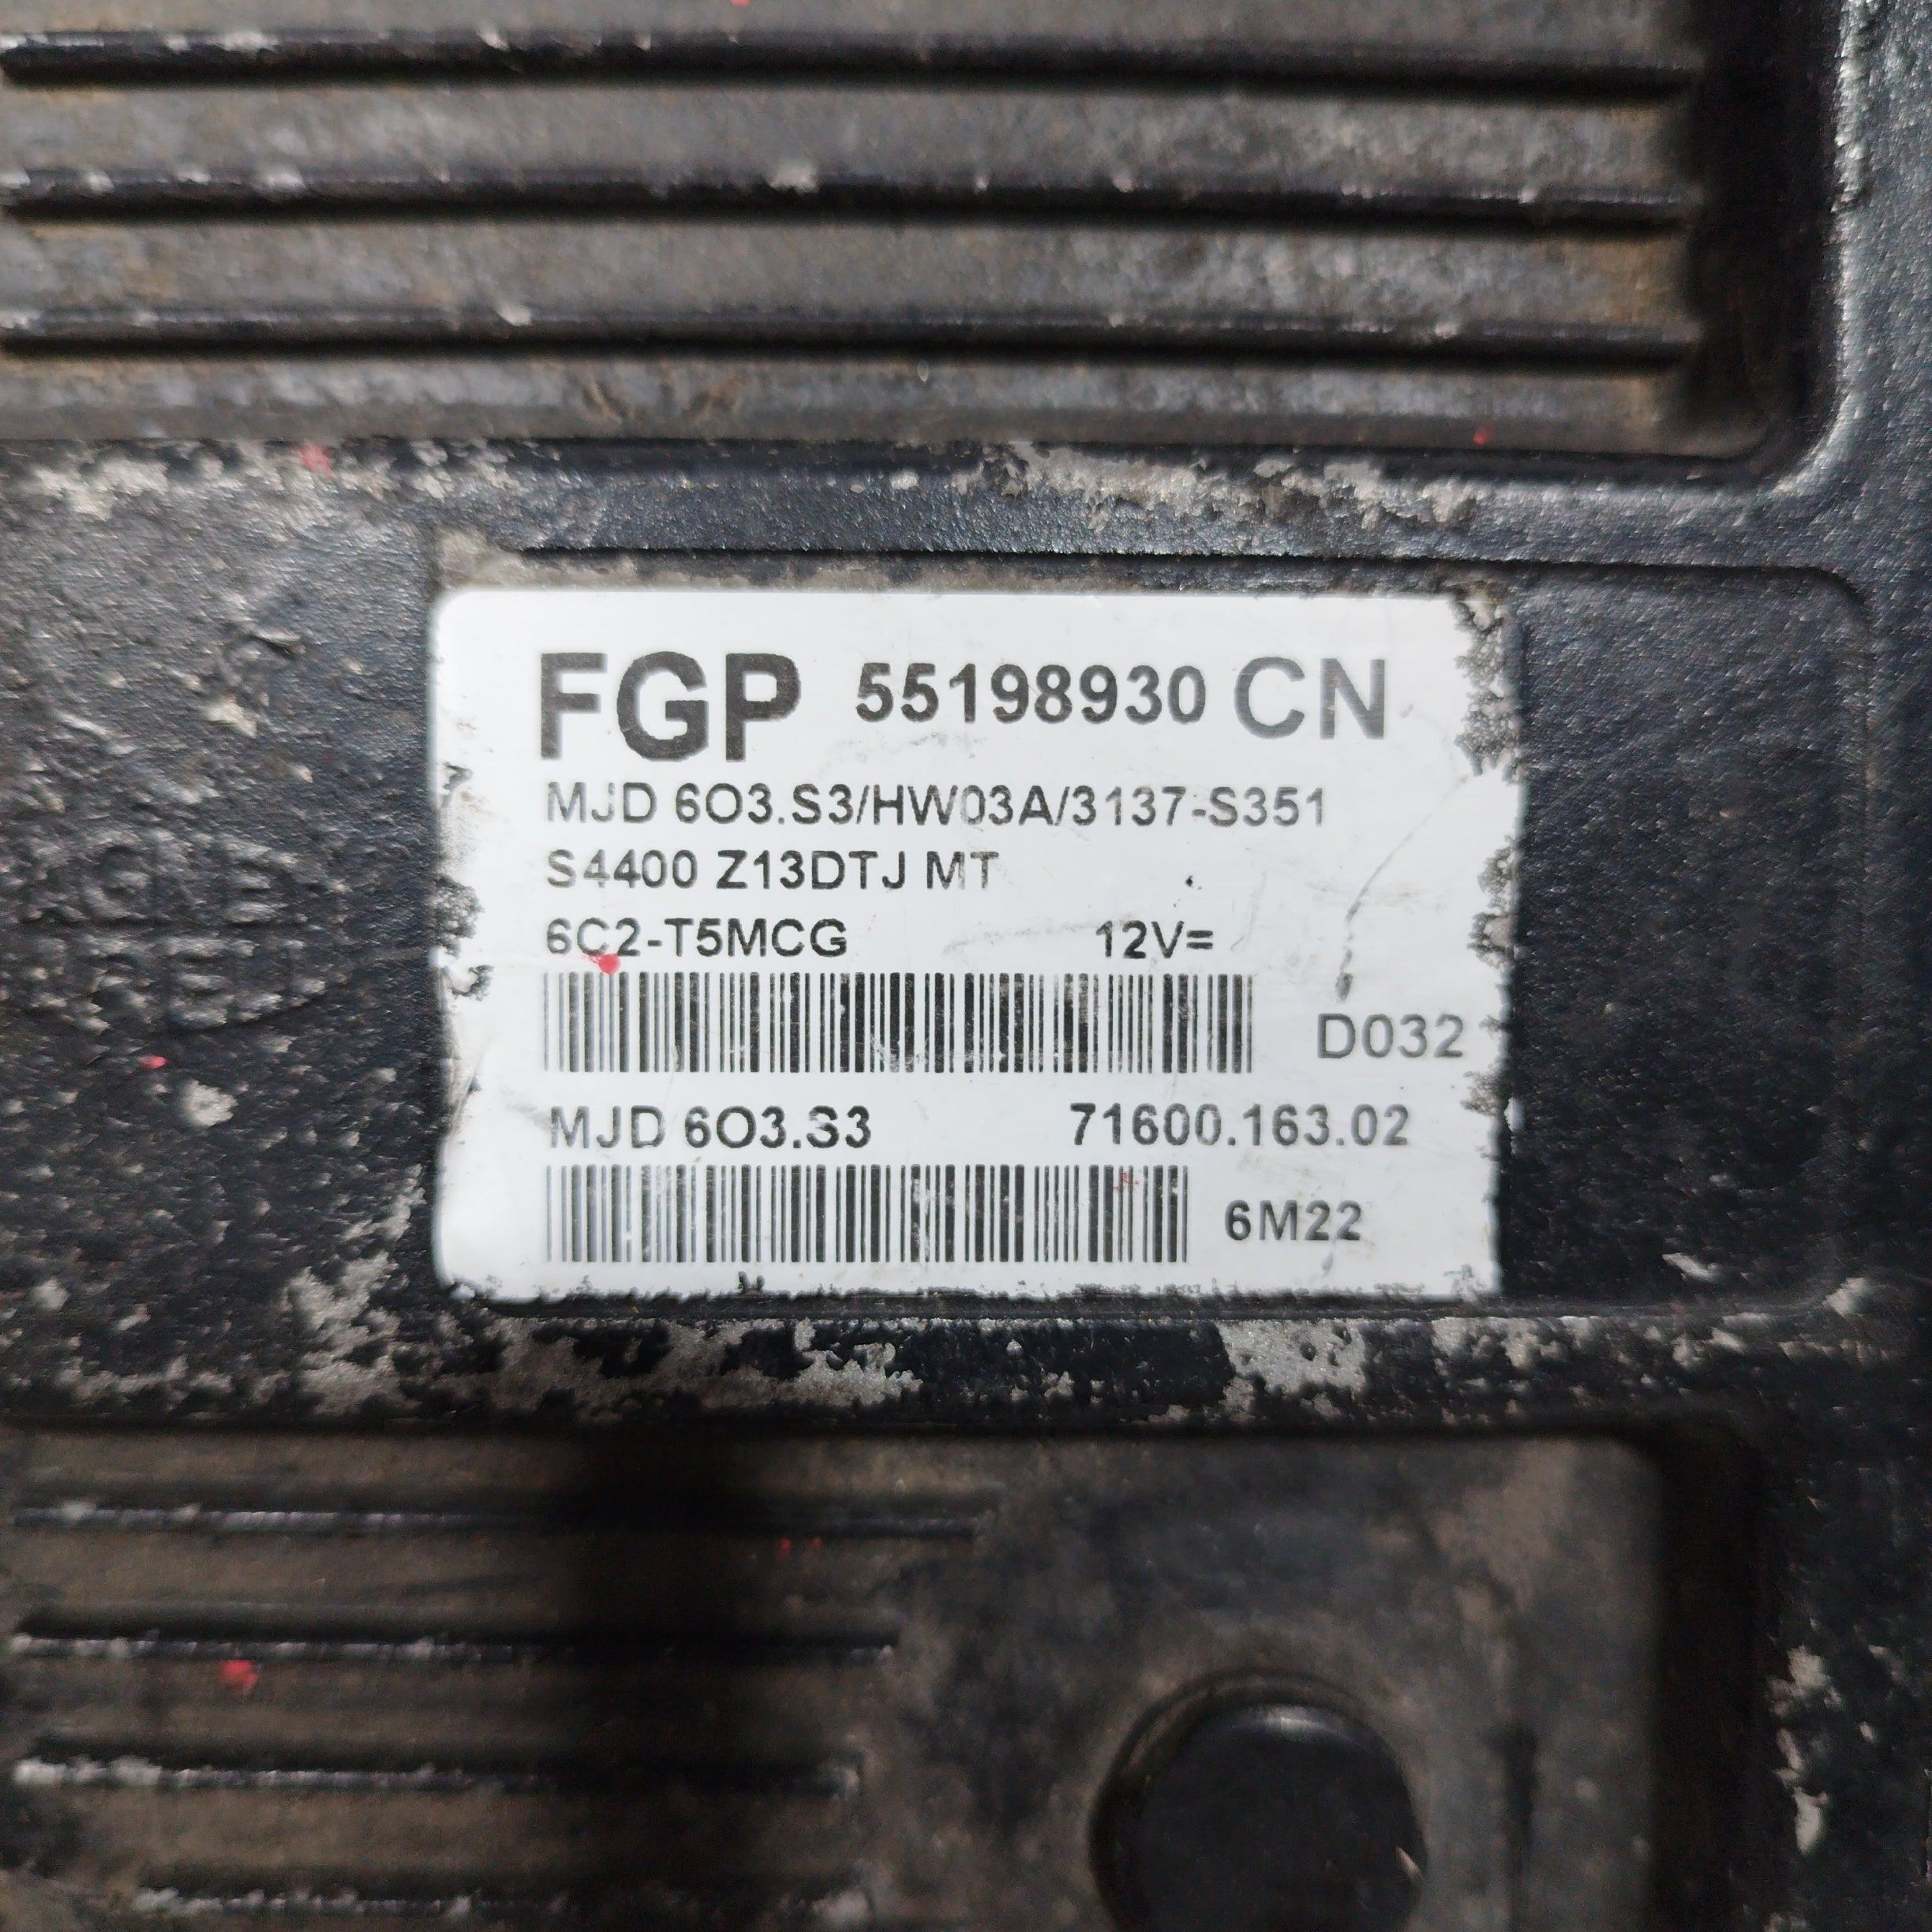 FGP 55198930 CN
MJD 6O3.S3/HW03A/3137-S351
S4400 Z13DTJ MT
6C2-T5MCG 12V=
D032
MJD 6O3.S3 71600.163.02
6M22